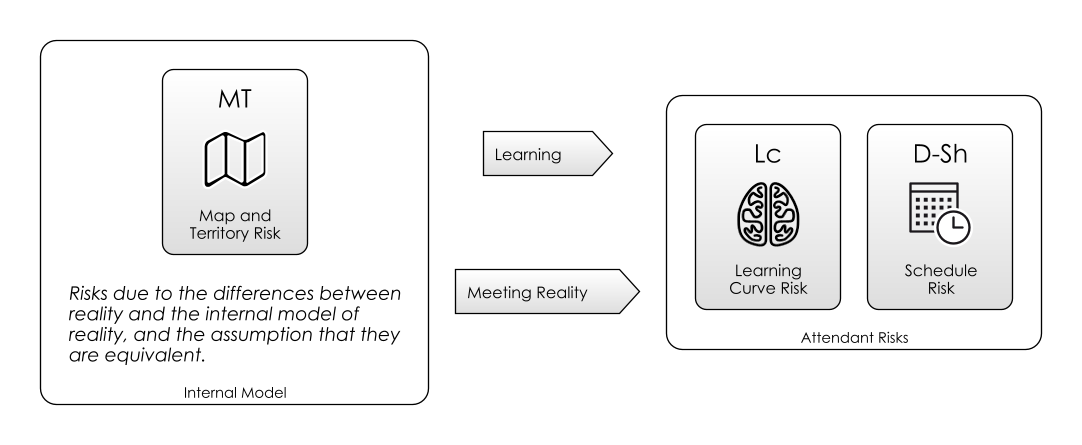 MT
Map and
Territory Risk
Risks due to the differences between
reality and the internal model of
reality, and the assumption that they
are equivalent.
Internal Model
Learning
Meeting Reality
Lc
Learning
Curve Risk
D-Sh
Schedule
Risk
Attendant Risks